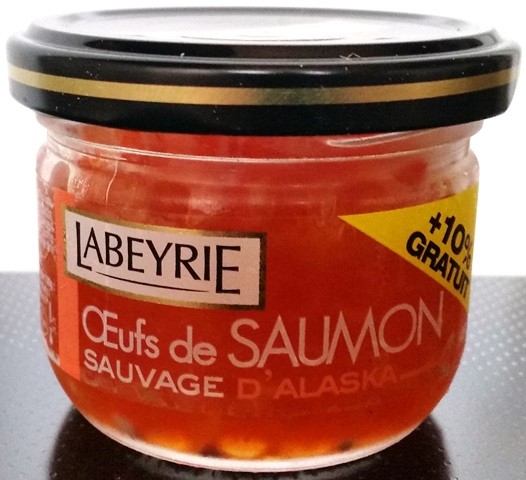 LABEYRIE
+10%
GRATUIT
Œufs de SAUMON
SAUVAGE D'ALASKA